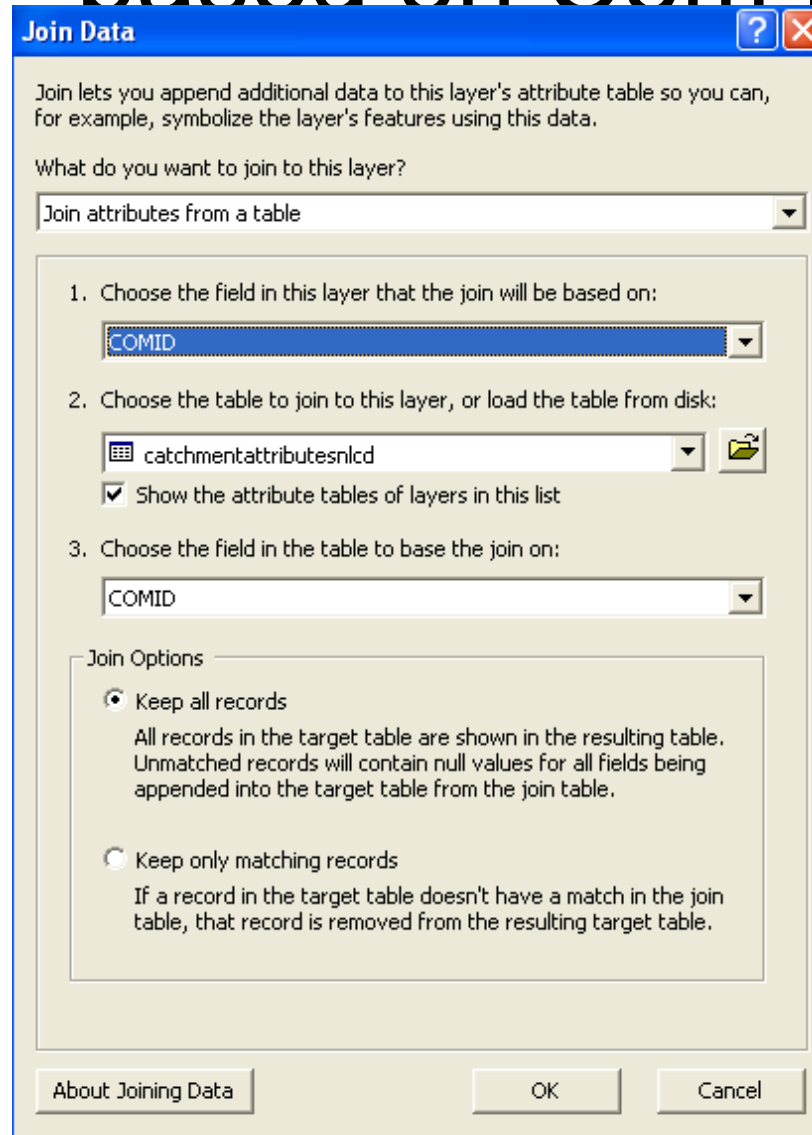 based on Com
Join Data
Join lets you append additional data to this layer's attribute table so you can,
for example, symbolize the layer's features using this data.
What do you want to join to this layer?
Join attributes from a table
1. Choose the field in this layer that the join will be based on:
COMID
2. Choose the table to join to this layer, or load the table from disk:
catchmentattributesnlcd
Show the attribute tables of layers in this list
3. Choose the field in the table to base the join on:
COMID
Join Options
Keep all records
All records in the target table are shown in the resulting table.
Unmatched records will contain null values for all fields being
appended into the target table from the join table.
Keep only matching records
If a record in the target table doesn't have a match in the join
table, that record is removed from the resulting target table.
About Joining Data
OK
Cancel